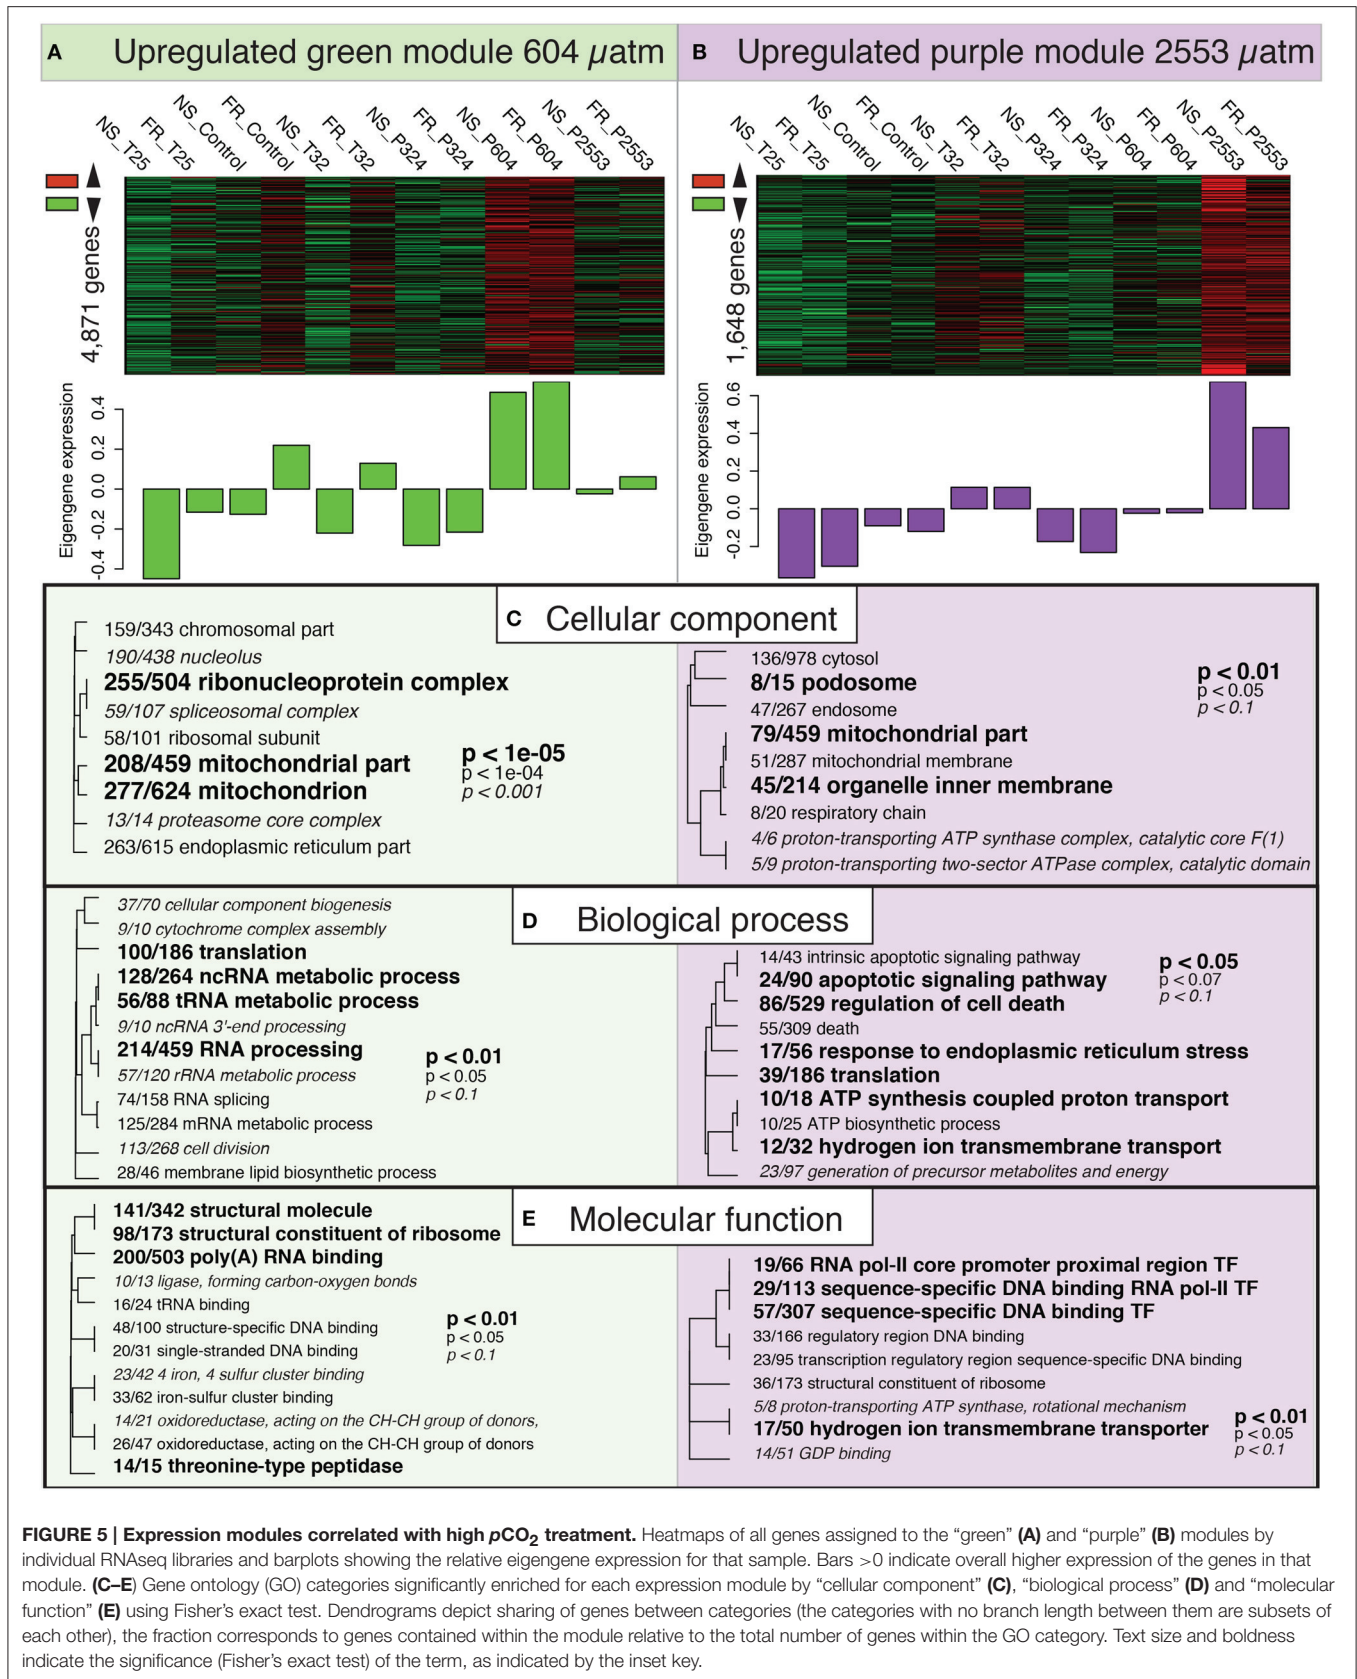 A Upregulated green module 604 µatm
B Upregulated purple module 2553 µatm
NS_T25
FR_T25
NS_Control
FR_Control
NS_T32
FR_T32
NS_P324
FR_P324
NS_P604
FR_P604
NS_P2553
FR_P2553
NS_T25
FR_T25
NS_Control
FR_Control
NS_T32
FR_T32
NS_P324
FR_P324
NS_P604
FR_P604
NS_P2553
FR_P2553
4,871 genes
1,648 genes
Eigengene expression
0.4
0.2
0.0
-0.2
-0.4
Eigengene expression
0.6
0.4
0.2
0.0
-0.2
C Cellular component
159/343 chromosomal part
190/438 nucleolus
255/504 ribonucleoprotein complex
59/107 spliceosomal complex
58/101 ribosomal subunit
208/459 mitochondrial part
277/624 mitochondrion
13/14 proteasome core complex
263/615 endoplasmic reticulum part
p < 1e-05
p < 1e-04
p < 0.001
136/978 cytosol
8/15 podosome
47/267 endosome
79/459 mitochondrial part
51/287 mitochondrial membrane
45/214 organelle inner membrane
8/20 respiratory chain
4/6 proton-transporting ATP synthase complex, catalytic core F(1)
5/9 proton-transporting two-sector ATPase complex, catalytic domain
p < 0.01
p < 0.05
p < 0.1
D Biological process
37/70 cellular component biogenesis
9/10 cytochrome complex assembly
100/186 translation
128/264 ncRNA metabolic process
56/88 tRNA metabolic process
9/10 ncRNA 3'-end processing
214/459 RNA processing
57/120 rRNA metabolic process
74/158 RNA splicing
125/284 mRNA metabolic process
113/268 cell division
28/46 membrane lipid biosynthetic process
p < 0.01
p < 0.05
p < 0.1
14/43 intrinsic apoptotic signaling pathway
24/90 apoptotic signaling pathway
86/529 regulation of cell death
55/309 death
17/56 response to endoplasmic reticulum stress
39/186 translation
10/18 ATP synthesis coupled proton transport
10/25 ATP biosynthetic process
12/32 hydrogen ion transmembrane transport
23/97 generation of precursor metabolites and energy
p < 0.05
p < 0.07
p < 0.1
E Molecular function
141/342 structural molecule
98/173 structural constituent of ribosome
200/503 poly(A) RNA binding
10/13 ligase, forming carbon-oxygen bonds
16/24 tRNA binding
48/100 structure-specific DNA binding
20/31 single-stranded DNA binding
23/42 4 iron, 4 sulfur cluster binding
33/62 iron-sulfur cluster binding
14/21 oxidoreductase, acting on the CH-CH group of donors,
26/47 oxidoreductase, acting on the CH-CH group of donors
14/15 threonine-type peptidase
p < 0.01
p < 0.05
p < 0.1
19/66 RNA pol-II core promoter proximal region TF
29/113 sequence-specific DNA binding RNA pol-II TF
57/307 sequence-specific DNA binding TF
33/166 regulatory region DNA binding
23/95 transcription regulatory region sequence-specific DNA binding
36/173 structural constituent of ribosome
5/8 proton-transporting ATP synthase, rotational mechanism
17/50 hydrogen ion transmembrane transporter
14/51 GDP binding
p < 0.01
p < 0.05
p < 0.1
FIGURE 5 | Expression modules correlated with high pCO₂ treatment. Heatmaps of all genes assigned to the “green” (A) and “purple” (B) modules by
individual RNAseq libraries and barplots showing the relative eigengene expression for that sample. Bars >0 indicate overall higher expression of the genes in that
module. (C–E) Gene ontology (GO) categories significantly enriched for each expression module by “cellular component” (C), “biological process” (D) and “molecular
function” (E) using Fisher’s exact test. Dendrograms depict sharing of genes between categories (the categories with no branch length between them are subsets of
each other), the fraction corresponds to genes contained within the module relative to the total number of genes within the GO category. Text size and boldness
indicate the significance (Fisher’s exact test) of the term, as indicated by the inset key.